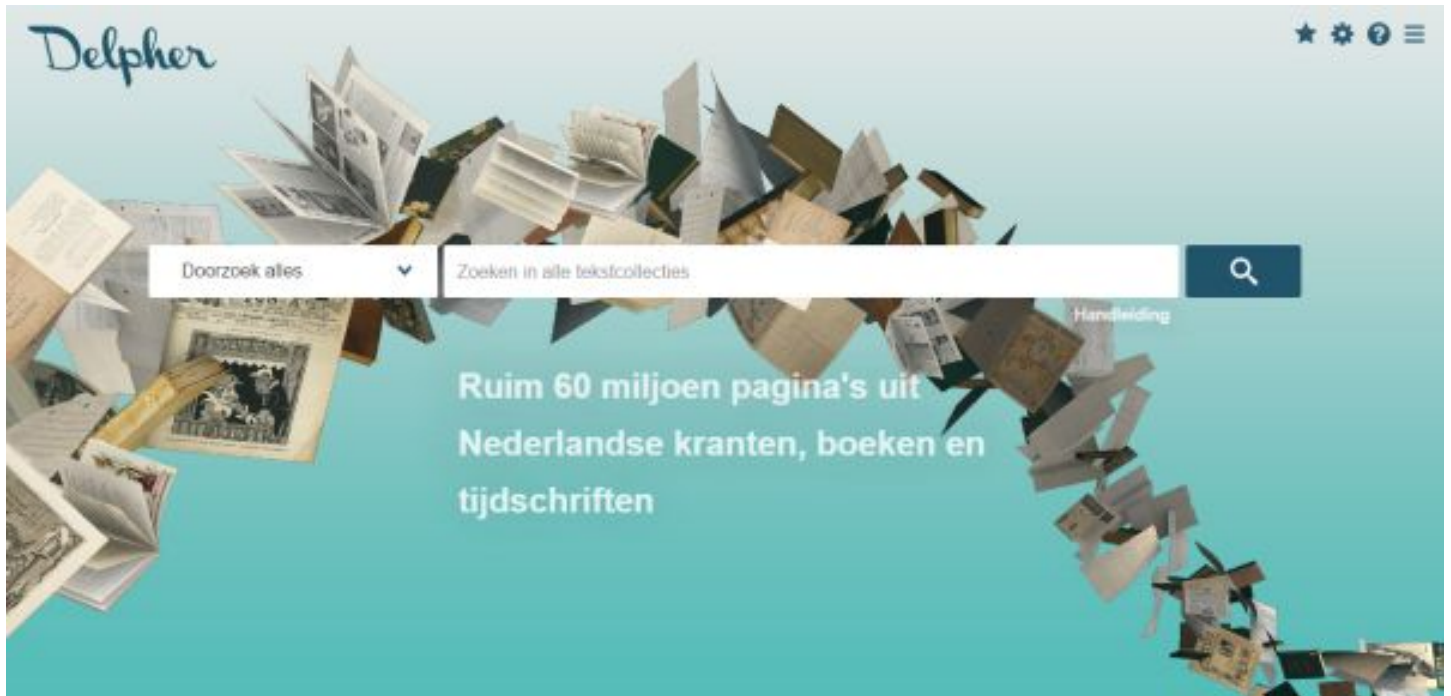 Delpher
Doorzoek alles
Zoeken in alle tekstcollecties
Handleiding
Ruim 60 miljoen pagina's uit
Nederlandse kranten, boeken en
tijdschriften